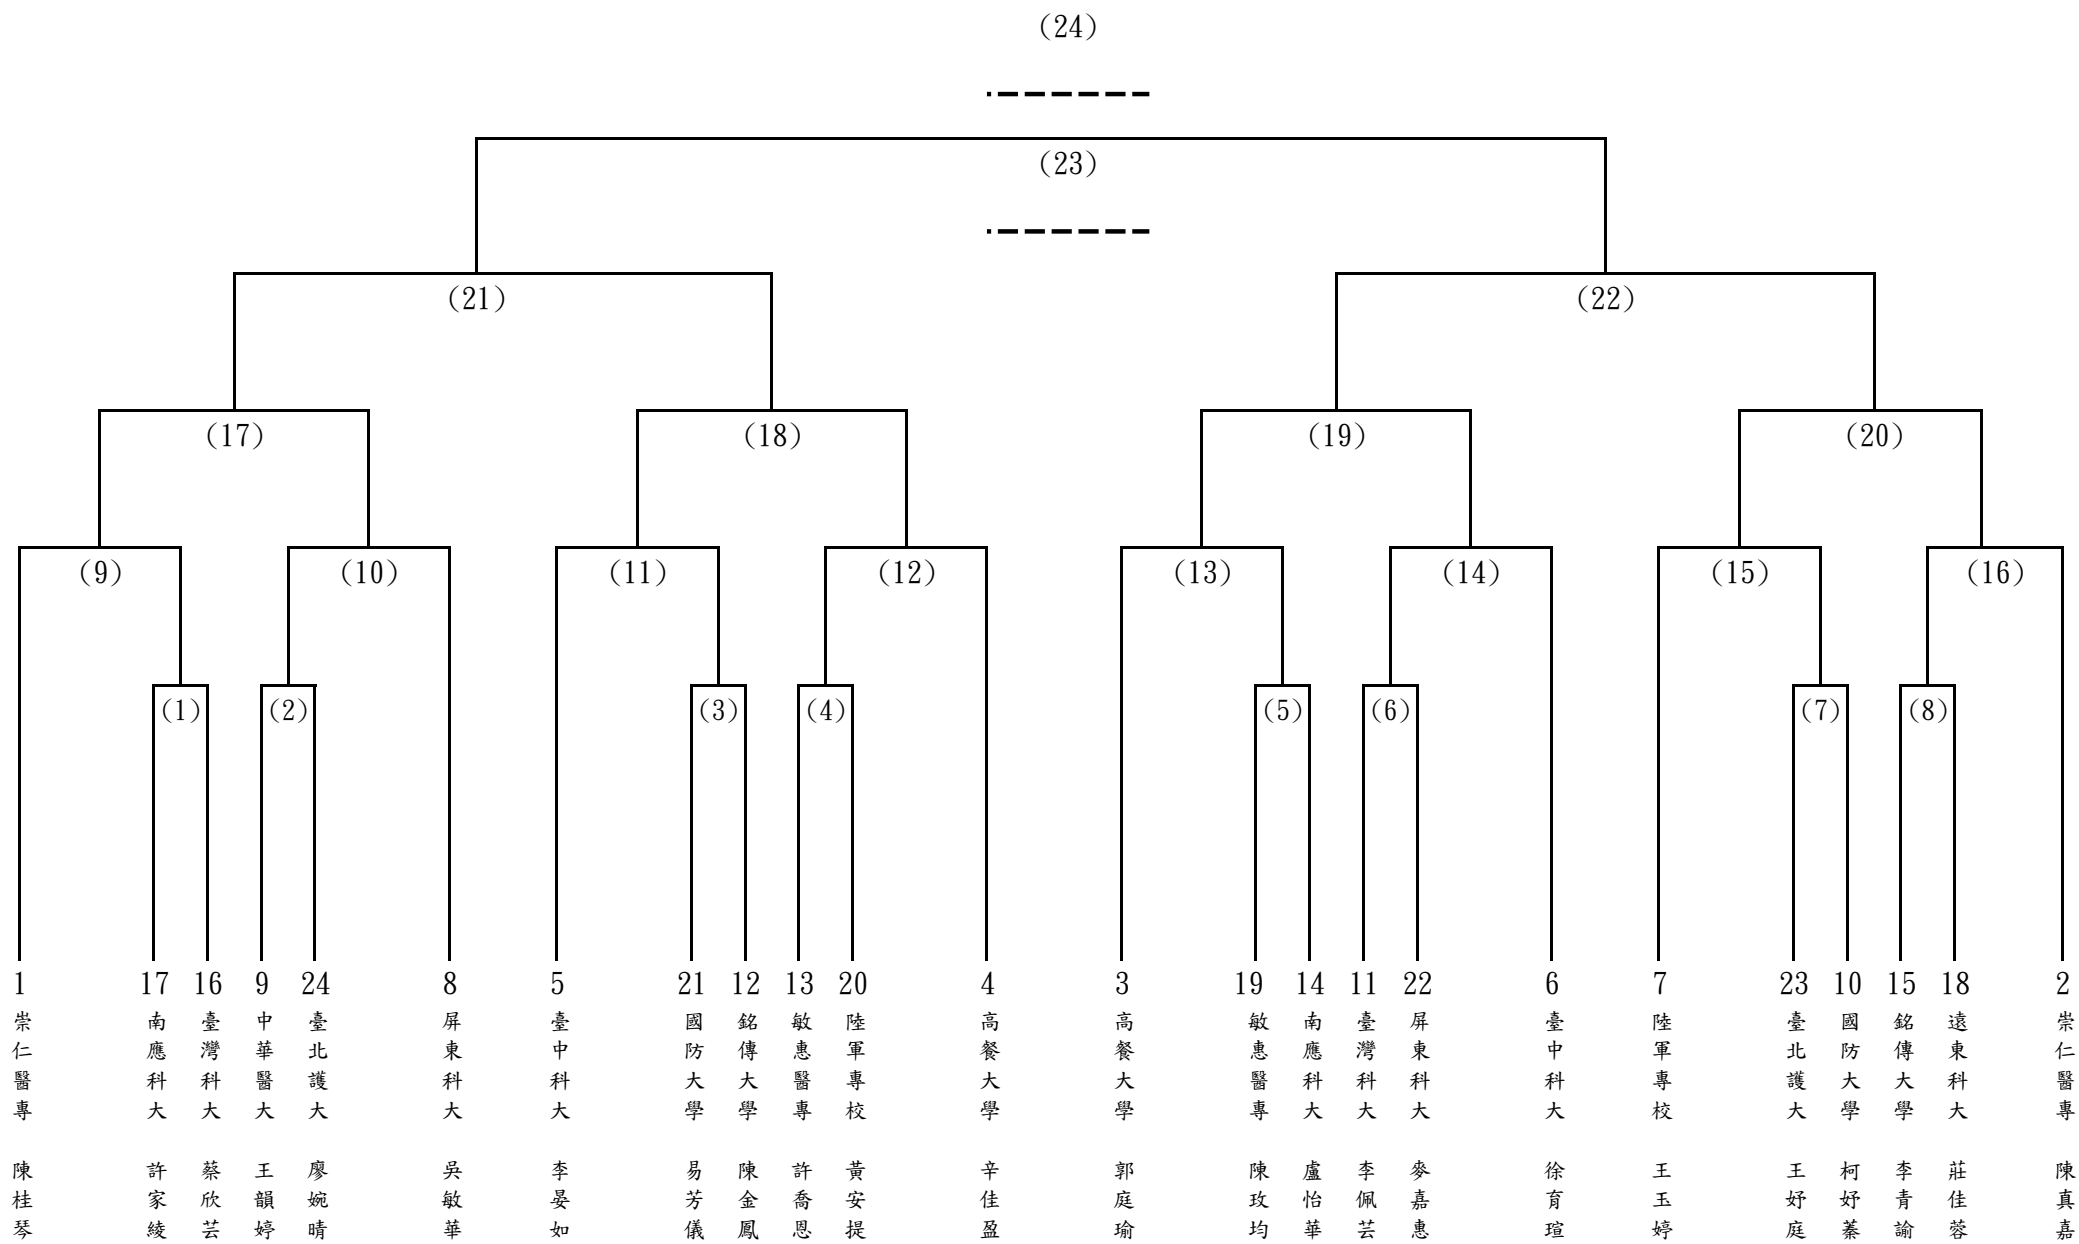 (24)
(23)
(21)
(22)
(17)
(18)
(19)
(20)
(9)
(10)
(11)
(12)
(13)
(14)
(15)
(16)
(1)
(2)
(3)
(4)
(5)
(6)
(7)
(8)
1 崇仁醫專 陳桂琴
17 南應科大 許家綾
16 臺灣科大 蔡欣芸
9 中華醫大 王韻婷
24 臺北護大 廖婉晴
8 屏東科大 吳敏華
5 臺中科大 李晏如
21 國防大學 易芳儀
12 銘傳大學 陳金鳳
13 敏惠醫專 許喬恩
20 陸軍專校 黃安提
4 高餐大學 辛佳盈
3 高餐大學 郭庭瑜
19 敏惠醫專 陳玫均
14 南應科大 盧怡華
11 臺灣科大 李佩芸
22 屏東科大 麥嘉惠
6 臺中科大 徐育瑄
7 陸軍專校 王玉婷
23 臺北護大 王妤庭
10 國防大學 柯妤蓁
15 銘傳大學 李青諭
18 遠東科大 莊佳蓉
2 崇仁醫專 陳真嘉